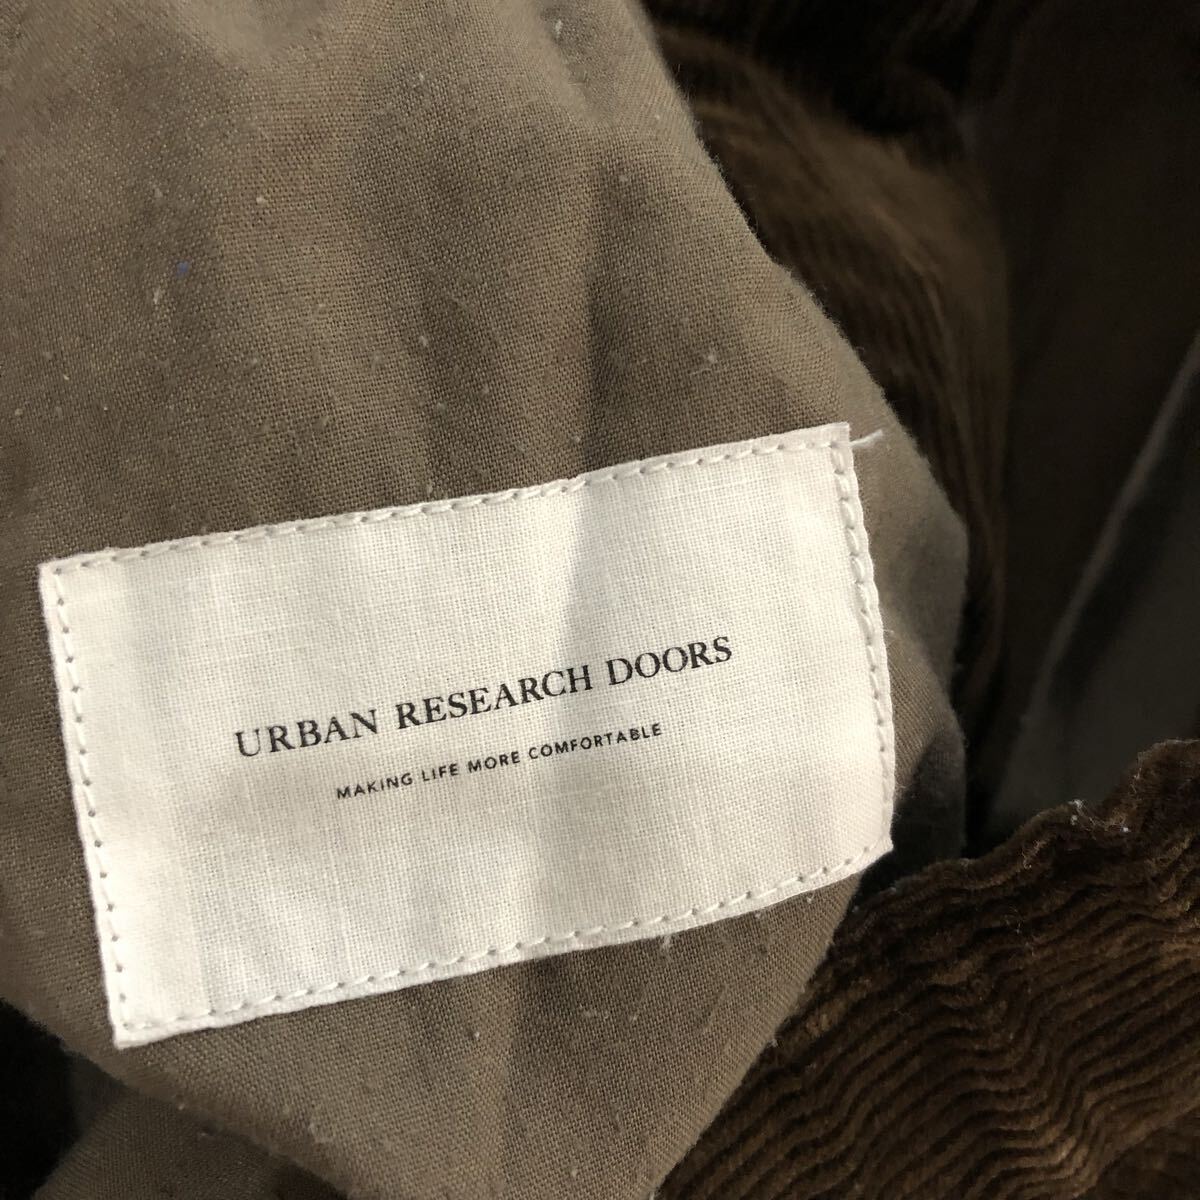 URBAN RESEARCH DOORS
MAKING LIFE MORE COMFORTABLE